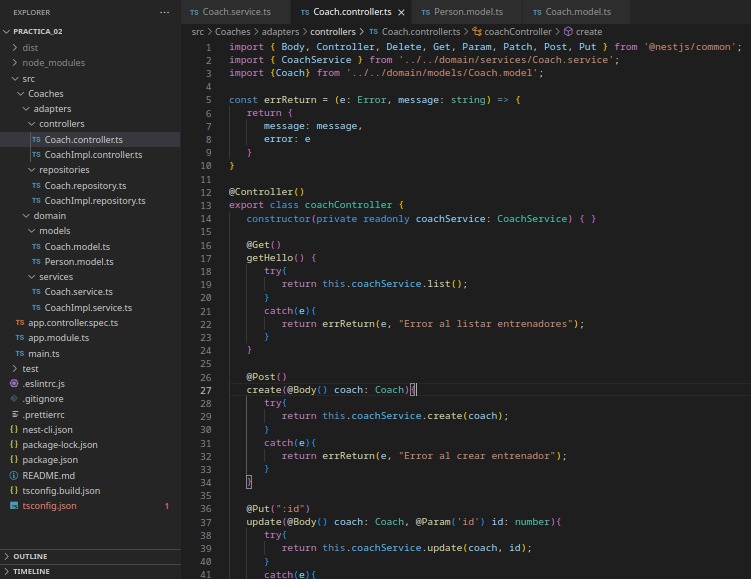 EXPLORER
PRACTICA_02
dist
node_modules
src
Coaches
adapters
controllers
TS Coach.controller.ts
TS CoachImpl.controller.ts
repositories
TS Coach.repository.ts
TS CoachImpl.repository.ts
domain
models
TS Coach.model.ts
TS Person.model.ts
services
TS Coach.service.ts
TS CoachImpl.service.ts
TS app.controller.spec.ts
TS app.module.ts
TS main.ts
test
.eslintrc.js
.gitignore
.prettierrc
{} nest-cli.json
{} package-lock.json
{} package.json
README.md
{} tsconfig.build.json
tsconfig.json 1
OUTLINE
TIMELINE
TS Coach.service.ts TS Coach.controller.ts TS Person.model.ts TS Coach.model.ts
src > Coaches > adapters > controllers > TS Coach.controller.ts > coachController > create
1 import { Body, Controller, Delete, Get, Param, Patch, Post, Put } from '@nestjs/common';
2 import { CoachService } from '../../domain/services/Coach.service';
3 import {Coach} from '../../domain/models/Coach.model';
4
5 const errReturn = (e: Error, message: string) => {
6 return {
7 message: message,
8 error: e
9 }
10 }
11
12 @Controller()
13 export class coachController {
14 constructor(private readonly coachService: CoachService) { }
15
16 @Get()
17 getHello() {
18 try{
19 return this.coachService.list();
20 }
21 catch(e){
22 return errReturn(e, "Error al listar entrenadores");
23 }
24 }
25
26 @Post()
27 create(@Body() coach: Coach){
28 try{
29 return this.coachService.create(coach);
30 }
31 catch(e){
32 return errReturn(e, "Error al crear entrenador");
33 }
34 }
35
36 @Put(":id")
37 update(@Body() coach: Coach, @Param('id') id: number){
38 try{
39 return this.coachService.update(coach, id);
40 }
41 catch(e){